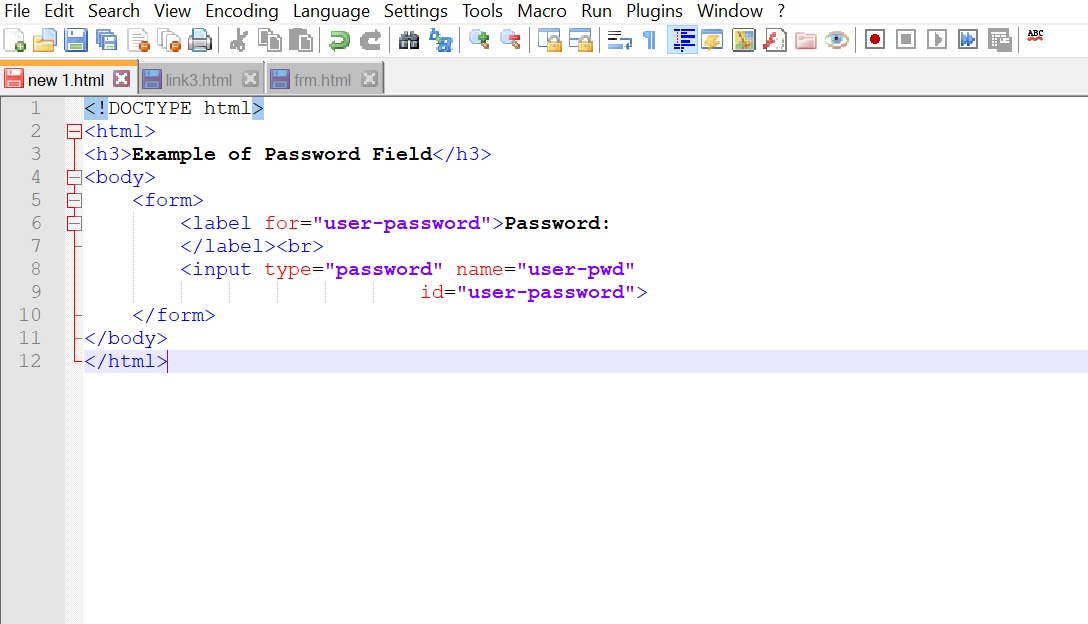 File Edit Search View Encoding Language Settings Tools Macro Run Plugins Window ?
ABC
new 1.html link3.html frm.html
1 <!DOCTYPE html>
2 <html>
3 <h3>Example of Password Field</h3>
4 <body>
5 <form>
6 <label for="user-password">Password:
7 </label><br>
8 <input type="password" name="user-pwd"
9 id="user-password">
10 </form>
11 </body>
12 </html>